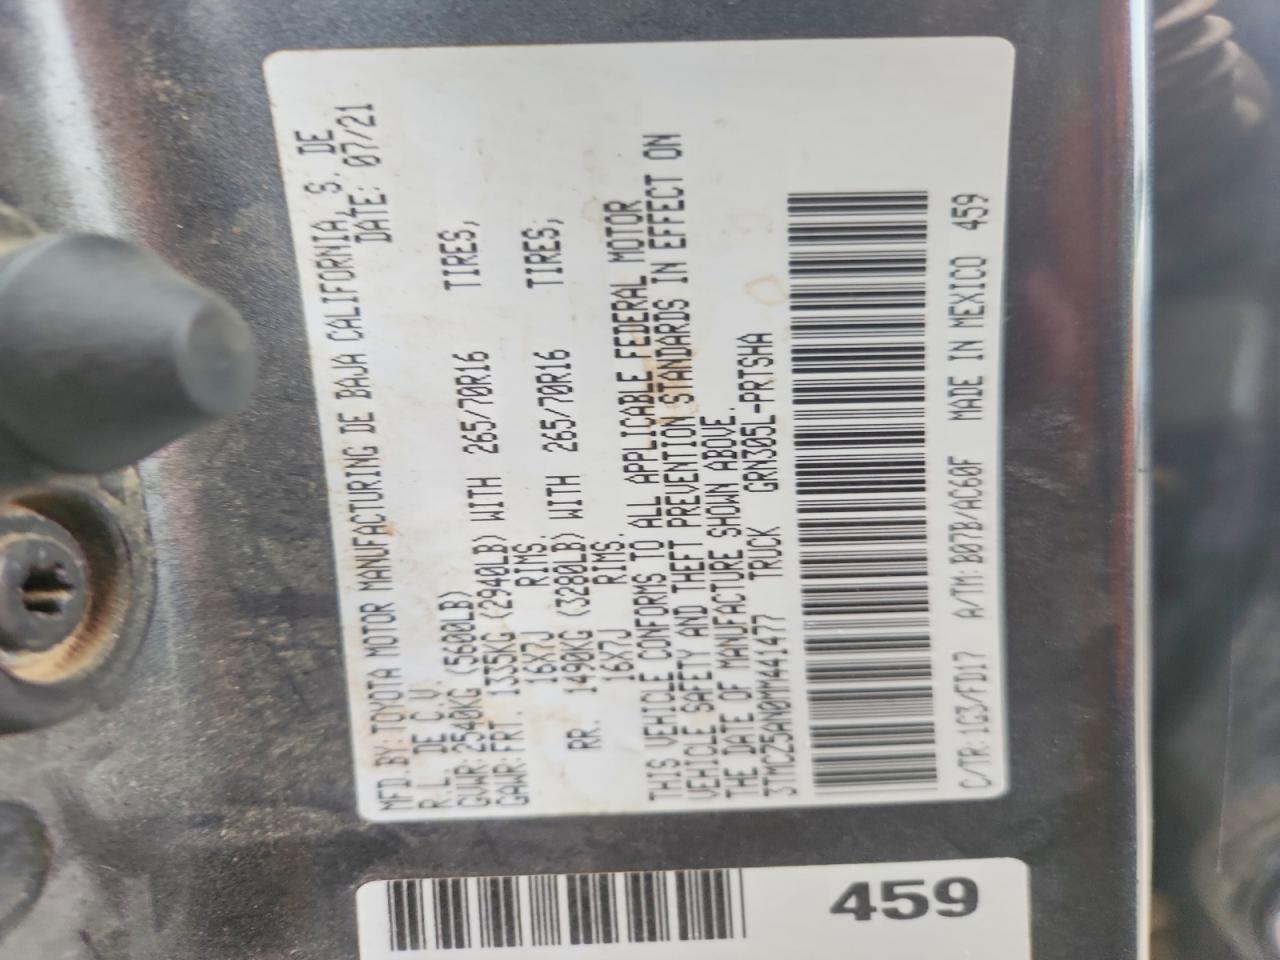 MFD.BY:TOYOTA MOTOR MANUFACTURING DE BAJA CALIFORNIA, S. DE
R.L. DE C.V. DATE: 07/21
GVWR:2540KG (5600LB)
GAWR:FRT. 1335KG (2940LB) WITH 265/70R16 TIRES,
16X7J RIMS.
RR. 1490KG (3280LB) WITH 265/70R16 TIRES,
16X7J RIMS.
THIS VEHICLE CONFORMS TO ALL APPLICABLE FEDERAL MOTOR
VEHICLE SAFETY AND THEFT PREVENTION STANDARDS IN EFFECT ON
THE DATE OF MANUFACTURE SHOWN ABOVE.
3TMCZ5AN0MM441477 TRUCK GRN305L-PRTSHA
C/TR:1G3/FD17 A/TM:B07B/AC60F MADE IN MEXICO 459
459